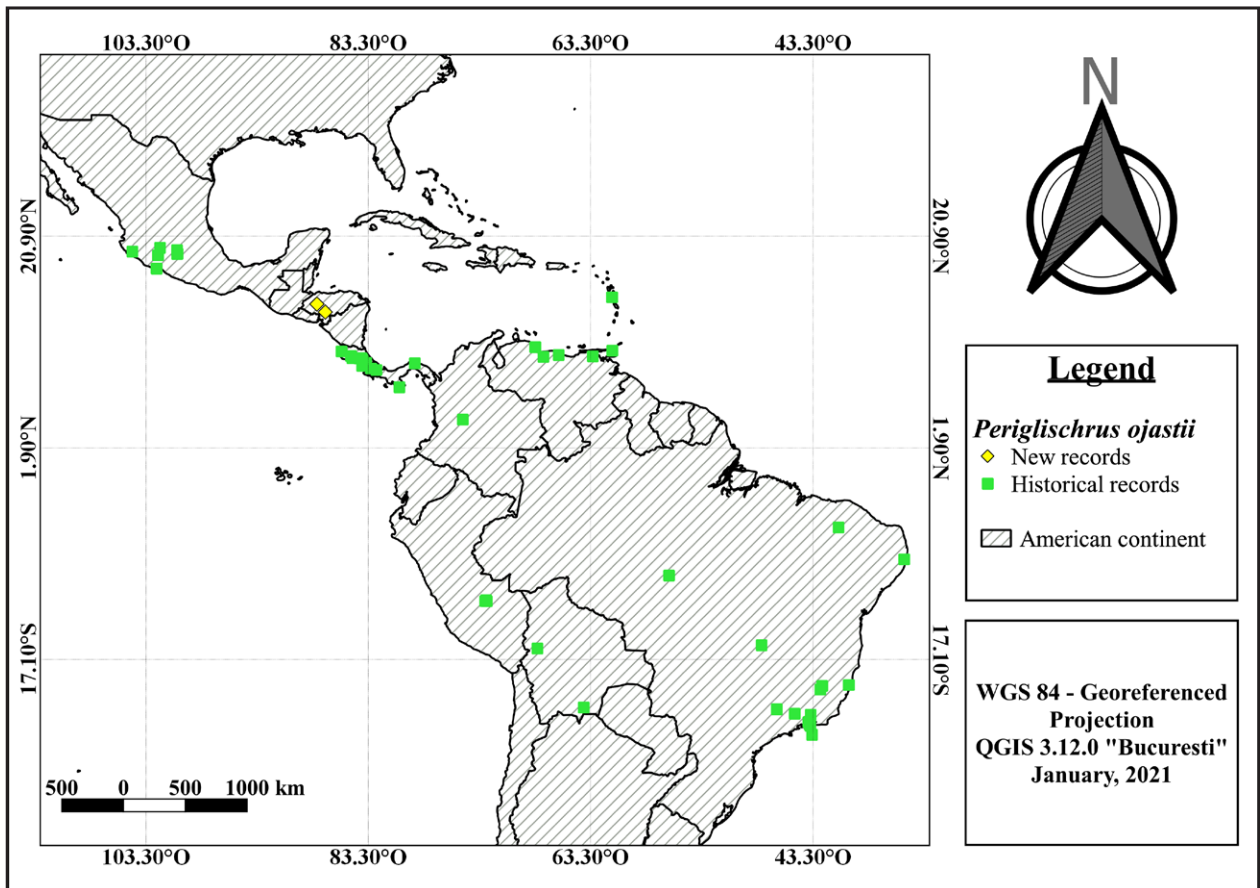 103.30°O 83.30°O 63.30°O 43.30°O
20.90°N
1.90°N
17.10°S
20.90°N
1.90°N
17.10°S
500 0 500 1000 km
103.30°O 83.30°O 63.30°O 43.30°O
N
Legend
Periglischrus ojastii
New records
Historical records
American continent
WGS 84 - Georeferenced
Projection
QGIS 3.12.0 "Bucuresti"
January, 2021